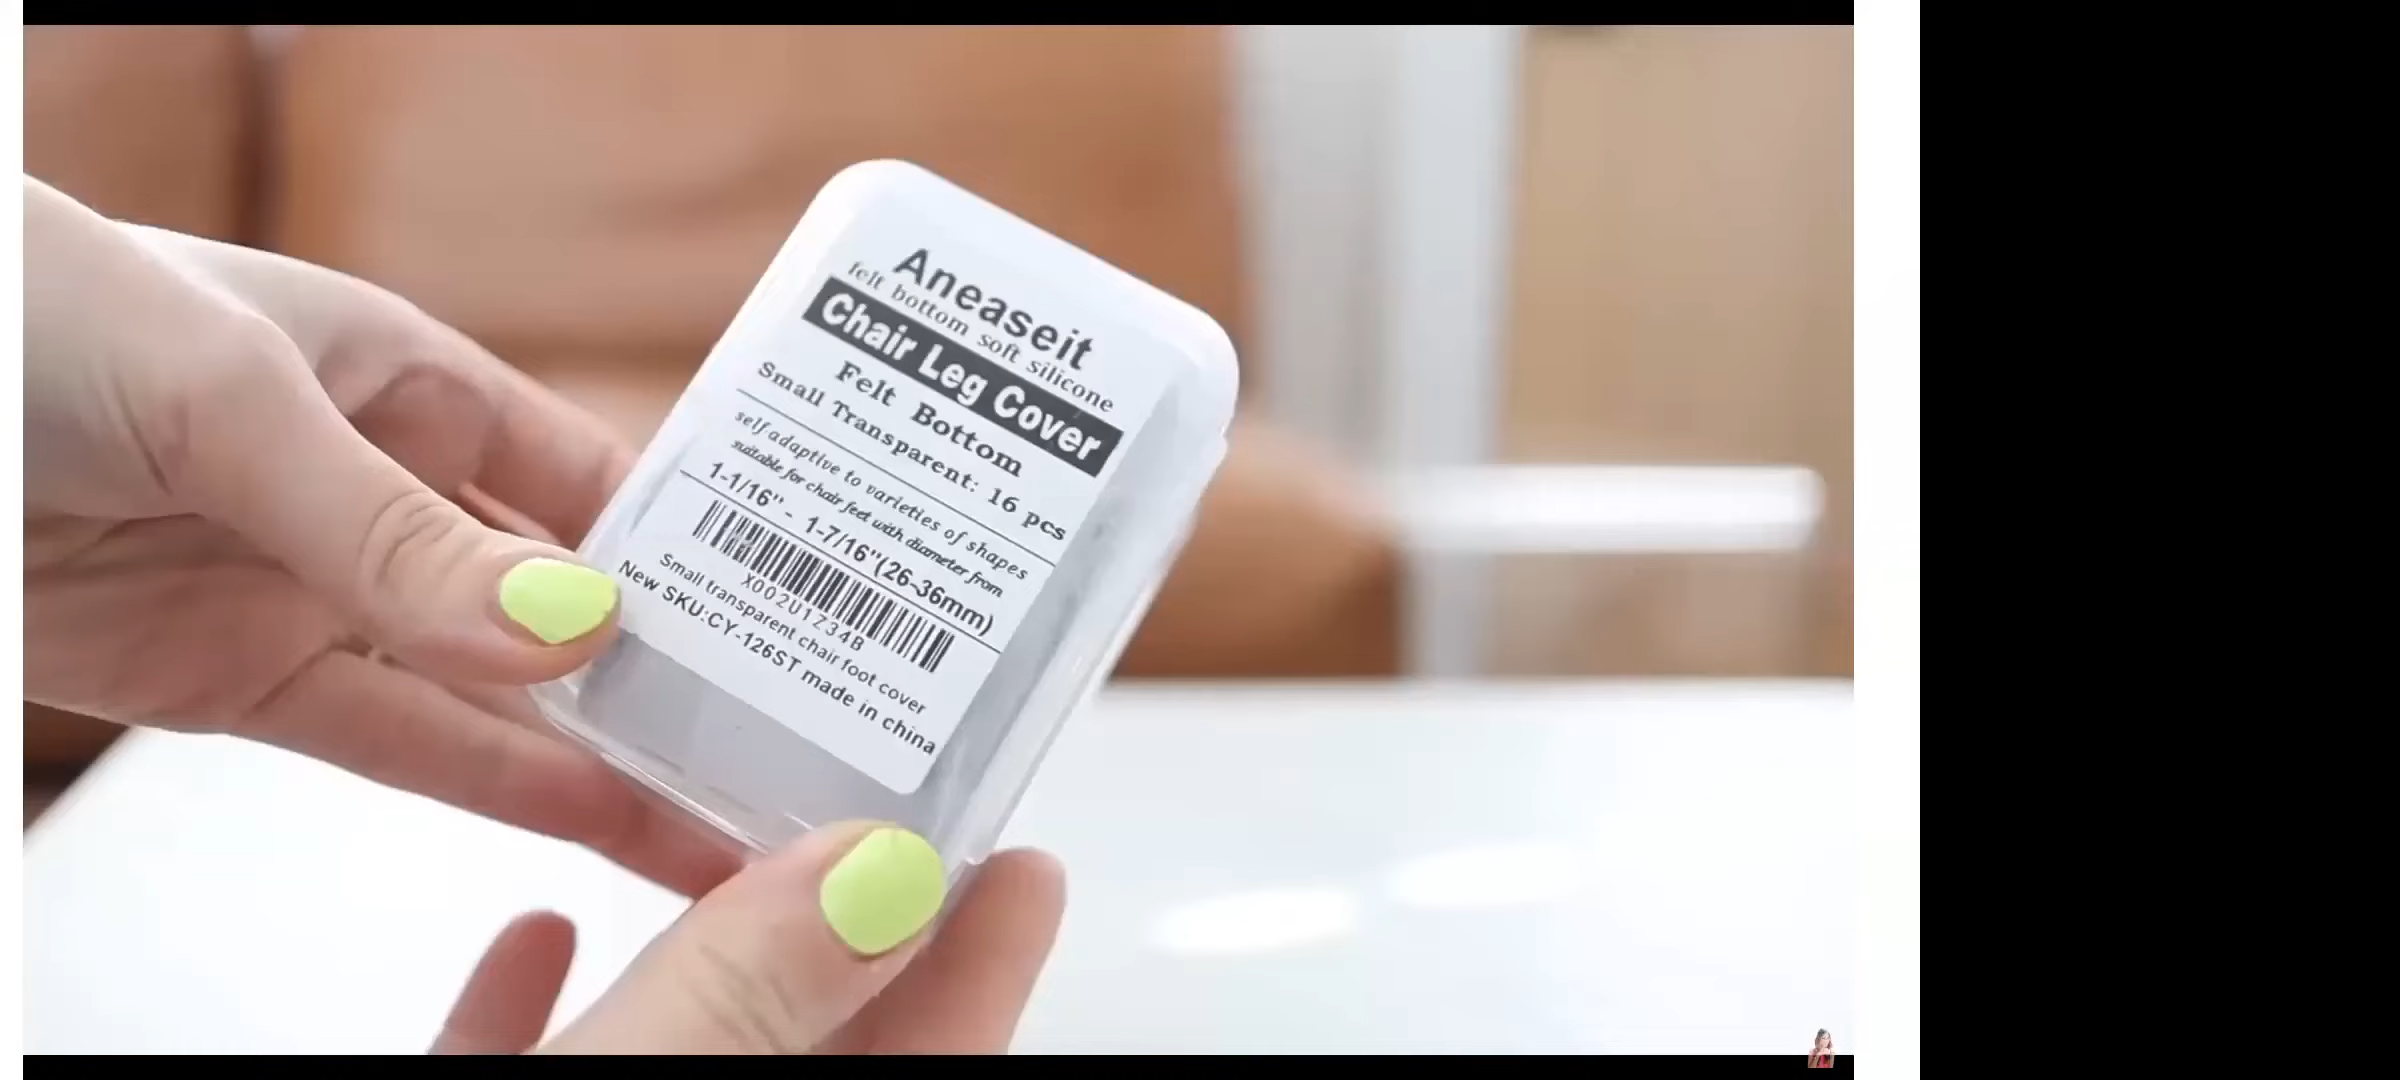 Aneaseit
felt bottom soft silicone
Chair Leg Cover
Felt Bottom
Small Transparent: 16 pcs
self adaptive to varieties of shapes
suitable for chair feet with diameter from
1-1/16" - 1-7/16"(26-36mm)
X002U1Z34B
Small transparent chair foot cover
New SKU:CY-126ST made in china